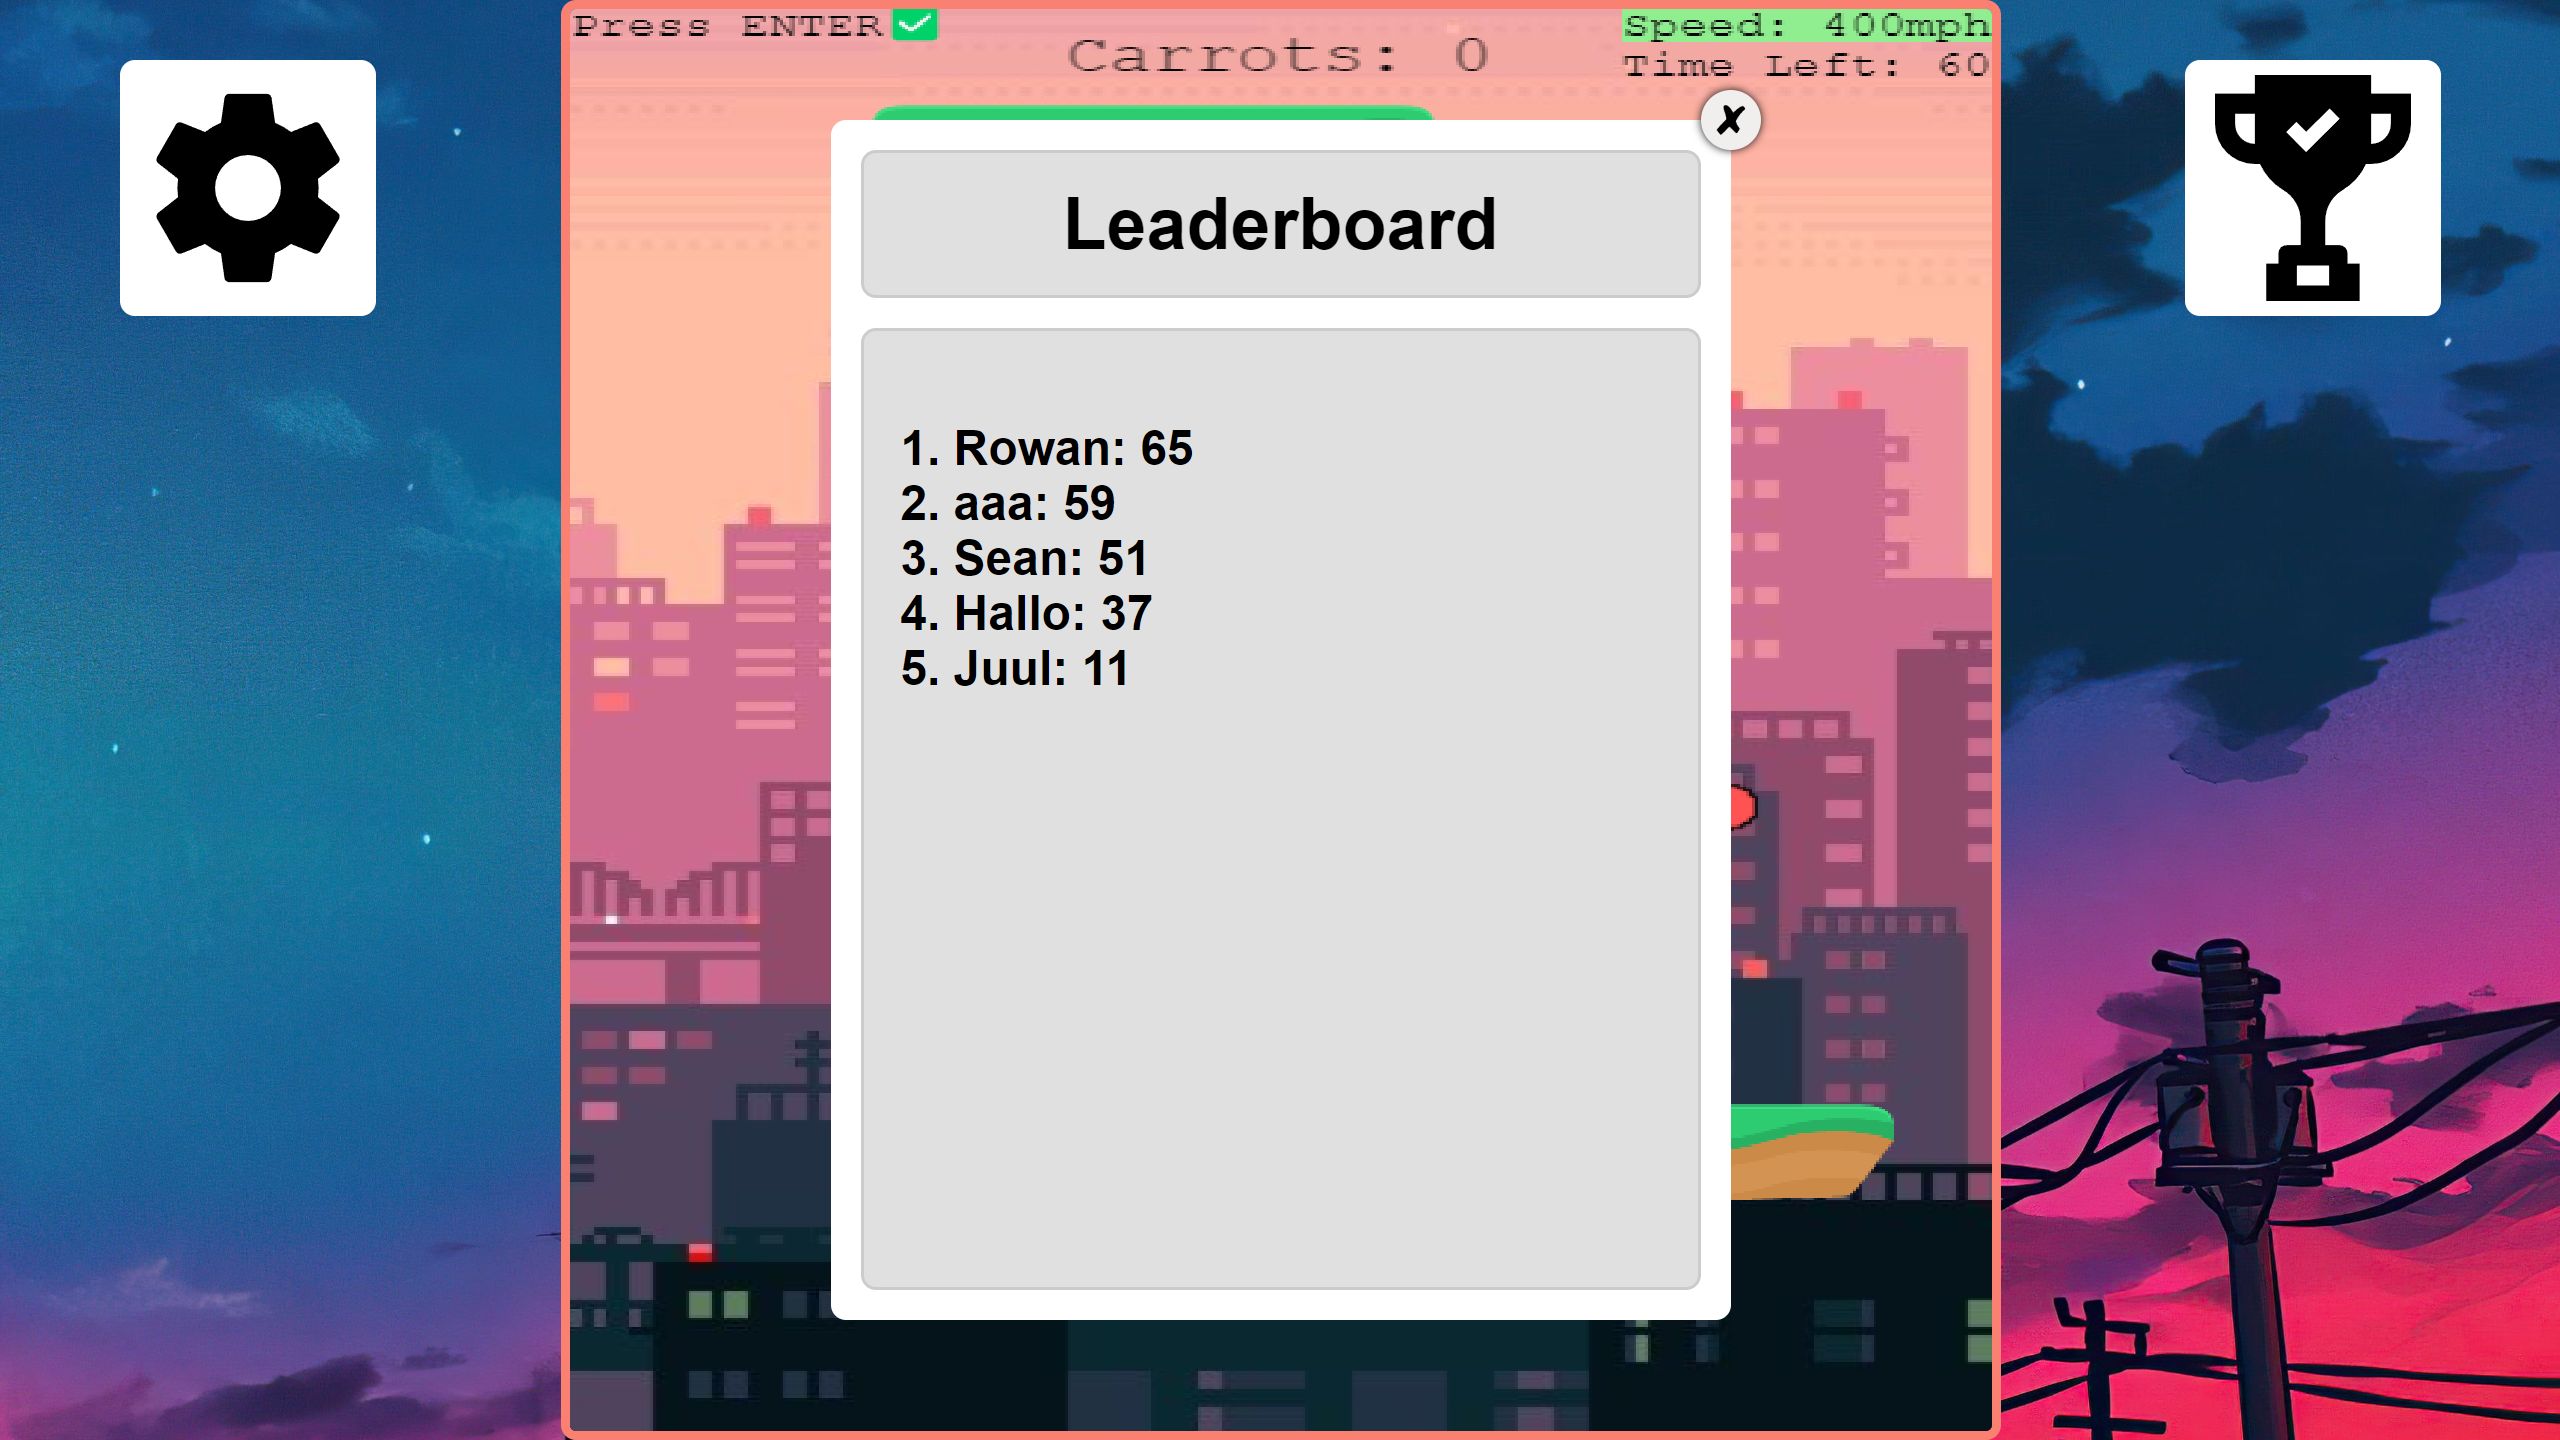 Press ENTER
Carrots: 0
Speed: 400mph
Time Left: 60
Leaderboard
1. Rowan: 65
2. aaa: 59
3. Sean: 51
4. Hallo: 37
5. Juul: 11